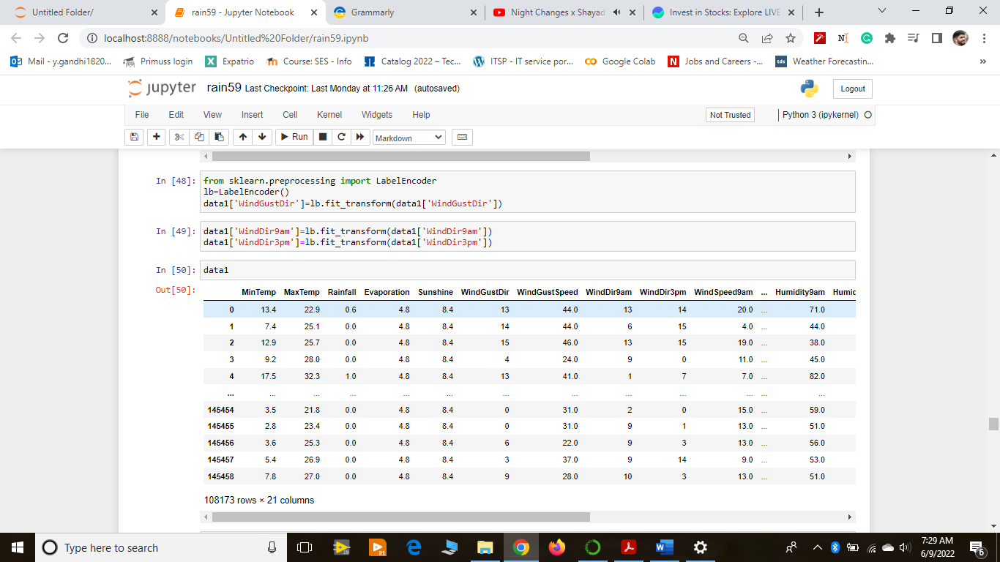 Untitled Folder/
rain59 - Jupyter Notebook
Grammarly
Night Changes x Shayad
Invest in Stocks: Explore LIVE
localhost:8888/notebooks/Untitled%20Folder/rain59.ipynb
Mail - y.gandhi1820... Primuss login Expatrio Course: SES - Info Catalog 2022 – Tec... ITSP - IT service por... Google Colab Jobs and Careers -... Weather Forecastin... »
jupyter rain59 Last Checkpoint: Last Monday at 11:26 AM (autosaved) Logout
File Edit View Insert Cell Kernel Widgets Help Not Trusted Python 3 (ipykernel)
Run Markdown
In [48]: from sklearn.preprocessing import LabelEncoder
lb=LabelEncoder()
data1['WindGustDir']=lb.fit_transform(data1['WindGustDir'])
In [49]: data1['WindDir9am']=lb.fit_transform(data1['WindDir9am'])
data1['WindDir3pm']=lb.fit_transform(data1['WindDir3pm'])
In [50]: data1
Out[50]:
MinTemp MaxTemp Rainfall Evaporation Sunshine WindGustDir WindGustSpeed WindDir9am WindDir3pm WindSpeed9am ... Humidity9am Humic
0 13.4 22.9 0.6 4.8 8.4 13 44.0 13 14 20.0 ... 71.0
1 7.4 25.1 0.0 4.8 8.4 14 44.0 6 15 4.0 ... 44.0
2 12.9 25.7 0.0 4.8 8.4 15 46.0 13 15 19.0 ... 38.0
3 9.2 28.0 0.0 4.8 8.4 4 24.0 9 0 11.0 ... 45.0
4 17.5 32.3 1.0 4.8 8.4 13 41.0 1 7 7.0 ... 82.0
... ... ... ... ... ... ... ... ... ... ... ... ...
145454 3.5 21.8 0.0 4.8 8.4 0 31.0 2 0 15.0 ... 59.0
145455 2.8 23.4 0.0 4.8 8.4 0 31.0 9 1 13.0 ... 51.0
145456 3.6 25.3 0.0 4.8 8.4 6 22.0 9 3 13.0 ... 56.0
145457 5.4 26.9 0.0 4.8 8.4 3 37.0 9 14 9.0 ... 53.0
145458 7.8 27.0 0.0 4.8 8.4 9 28.0 10 3 13.0 ... 51.0
108173 rows × 21 columns
Type here to search
7:29 AM
6/9/2022
6